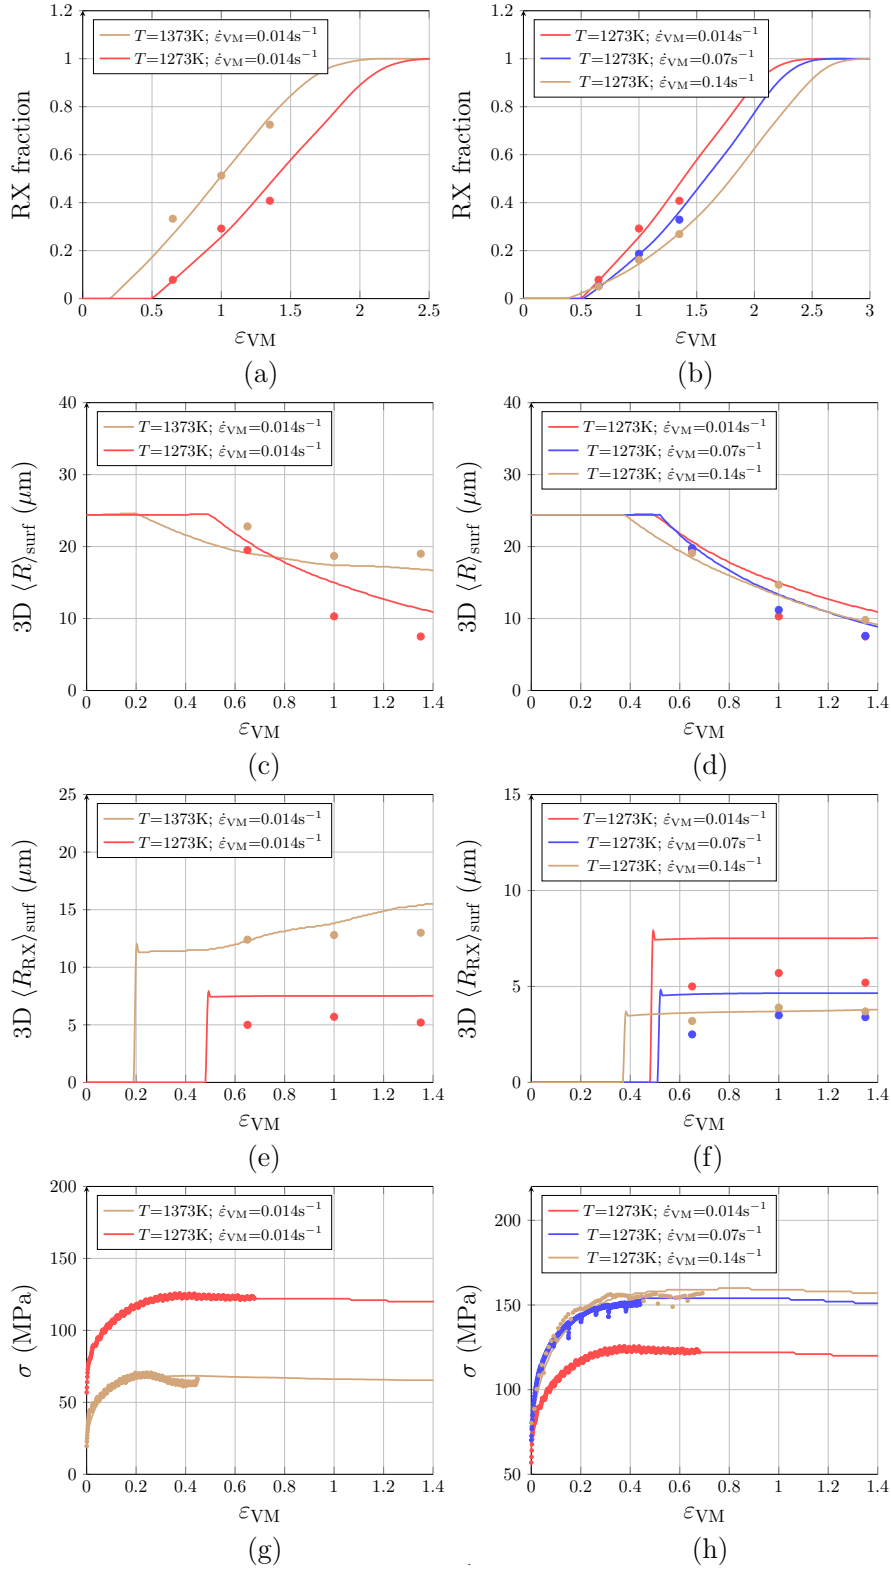 T=1373K; ε̇VM=0.014s⁻¹
T=1273K; ε̇VM=0.014s⁻¹
1.2
1
0.8
0.6
0.4
0.2
0
RX fraction
0 0.5 1 1.5 2 2.5
εVM
(a)
T=1273K; ε̇VM=0.014s⁻¹
T=1273K; ε̇VM=0.07s⁻¹
T=1273K; ε̇VM=0.14s⁻¹
1.2
1
0.8
0.6
0.4
0.2
0
RX fraction
0 0.5 1 1.5 2 2.5 3
εVM
(b)
T=1373K; ε̇VM=0.014s⁻¹
T=1273K; ε̇VM=0.014s⁻¹
40
30
20
10
0
3D ⟨R⟩surf (μm)
0 0.2 0.4 0.6 0.8 1 1.2 1.4
εVM
(c)
T=1273K; ε̇VM=0.014s⁻¹
T=1273K; ε̇VM=0.07s⁻¹
T=1273K; ε̇VM=0.14s⁻¹
40
30
20
10
0
3D ⟨R⟩surf (μm)
0 0.2 0.4 0.6 0.8 1 1.2 1.4
εVM
(d)
T=1373K; ε̇VM=0.014s⁻¹
T=1273K; ε̇VM=0.014s⁻¹
25
20
15
10
5
0
3D ⟨RRX⟩surf (μm)
0 0.2 0.4 0.6 0.8 1 1.2 1.4
εVM
(e)
T=1273K; ε̇VM=0.014s⁻¹
T=1273K; ε̇VM=0.07s⁻¹
T=1273K; ε̇VM=0.14s⁻¹
15
10
5
0
3D ⟨RRX⟩surf (μm)
0 0.2 0.4 0.6 0.8 1 1.2 1.4
εVM
(f)
T=1373K; ε̇VM=0.014s⁻¹
T=1273K; ε̇VM=0.014s⁻¹
200
150
100
50
0
σ (MPa)
0 0.2 0.4 0.6 0.8 1 1.2 1.4
εVM
(g)
T=1273K; ε̇VM=0.014s⁻¹
T=1273K; ε̇VM=0.07s⁻¹
T=1273K; ε̇VM=0.14s⁻¹
200
150
100
50
σ (MPa)
0 0.2 0.4 0.6 0.8 1 1.2 1.4
εVM
(h)